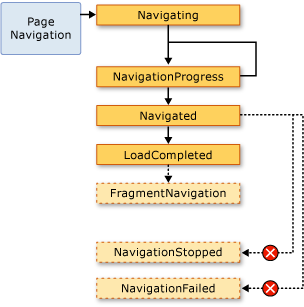 Page
Navigation
Navigating
NavigationProgress
Navigated
LoadCompleted
FragmentNavigation
NavigationStopped
NavigationFailed